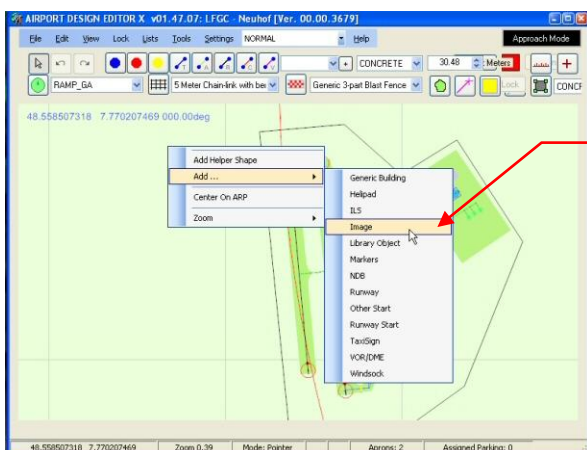 AIRPORT DESIGN EDITOR X v01.47.07: LFGC - Neuhof [Ver. 00.00.3679]
File Edit View Lock Lists Tools Settings NORMAL Help Approach Mode
T A R C V + CONCRETE 30.48 Meters
RAMP_GA 5 Meter Chain-link with bar Generic 3-part Blast Fence Lock CONCR
48.558507318 7.770207469 000.00deg
Add Helper Shape
Add ...
Center On ARP
Zoom
Generic Building
Helipad
ILS
Image
Library Object
Markers
NDB
Runway
Other Start
Runway Start
TaxiSign
VOR/DME
Windsock
48.558507318 7.770207469 Zoom 0.39 Mode: Pointer Aprons: 2 Assigned Parking: 0